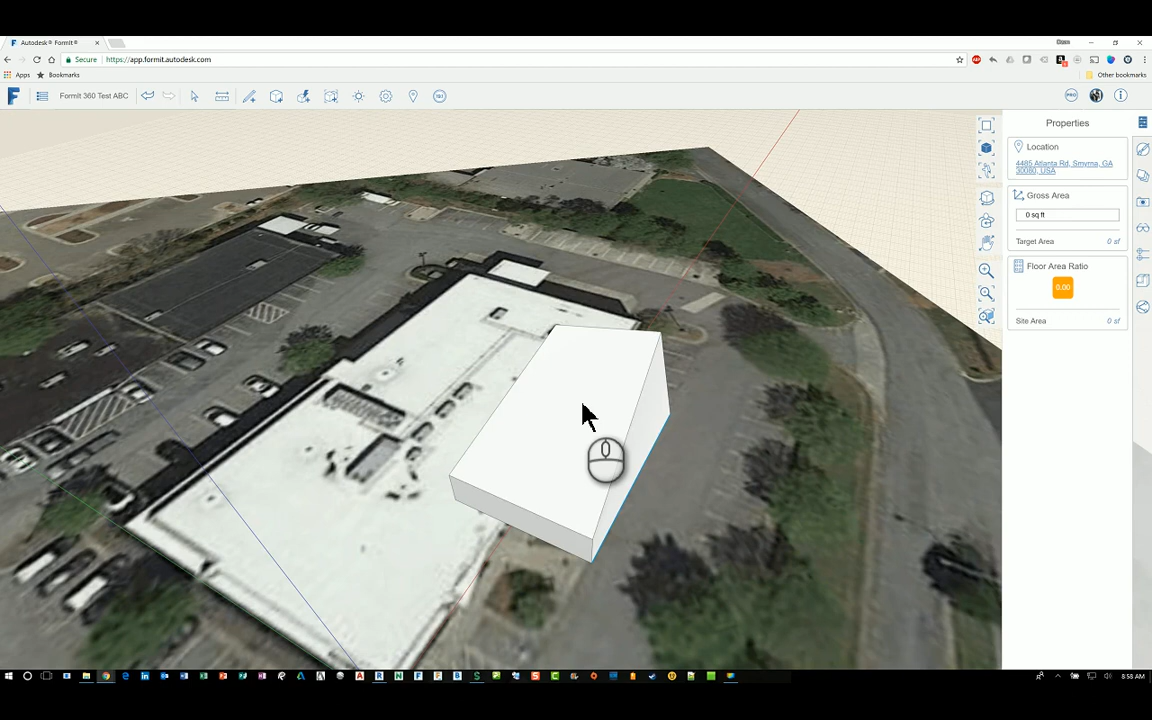 Autodesk® FormIt®
Secure
https://app.formit.autodesk.com
Apps
Bookmarks
Other bookmarks
FormIt 360 Test ABC
PRO
Properties
Location
4485 Atlanta Rd, Smyrna, GA
30080, USA
Gross Area
0 sq ft
Target Area
0 sf
Floor Area Ratio
0.00
Site Area
0 sf
8:58 AM